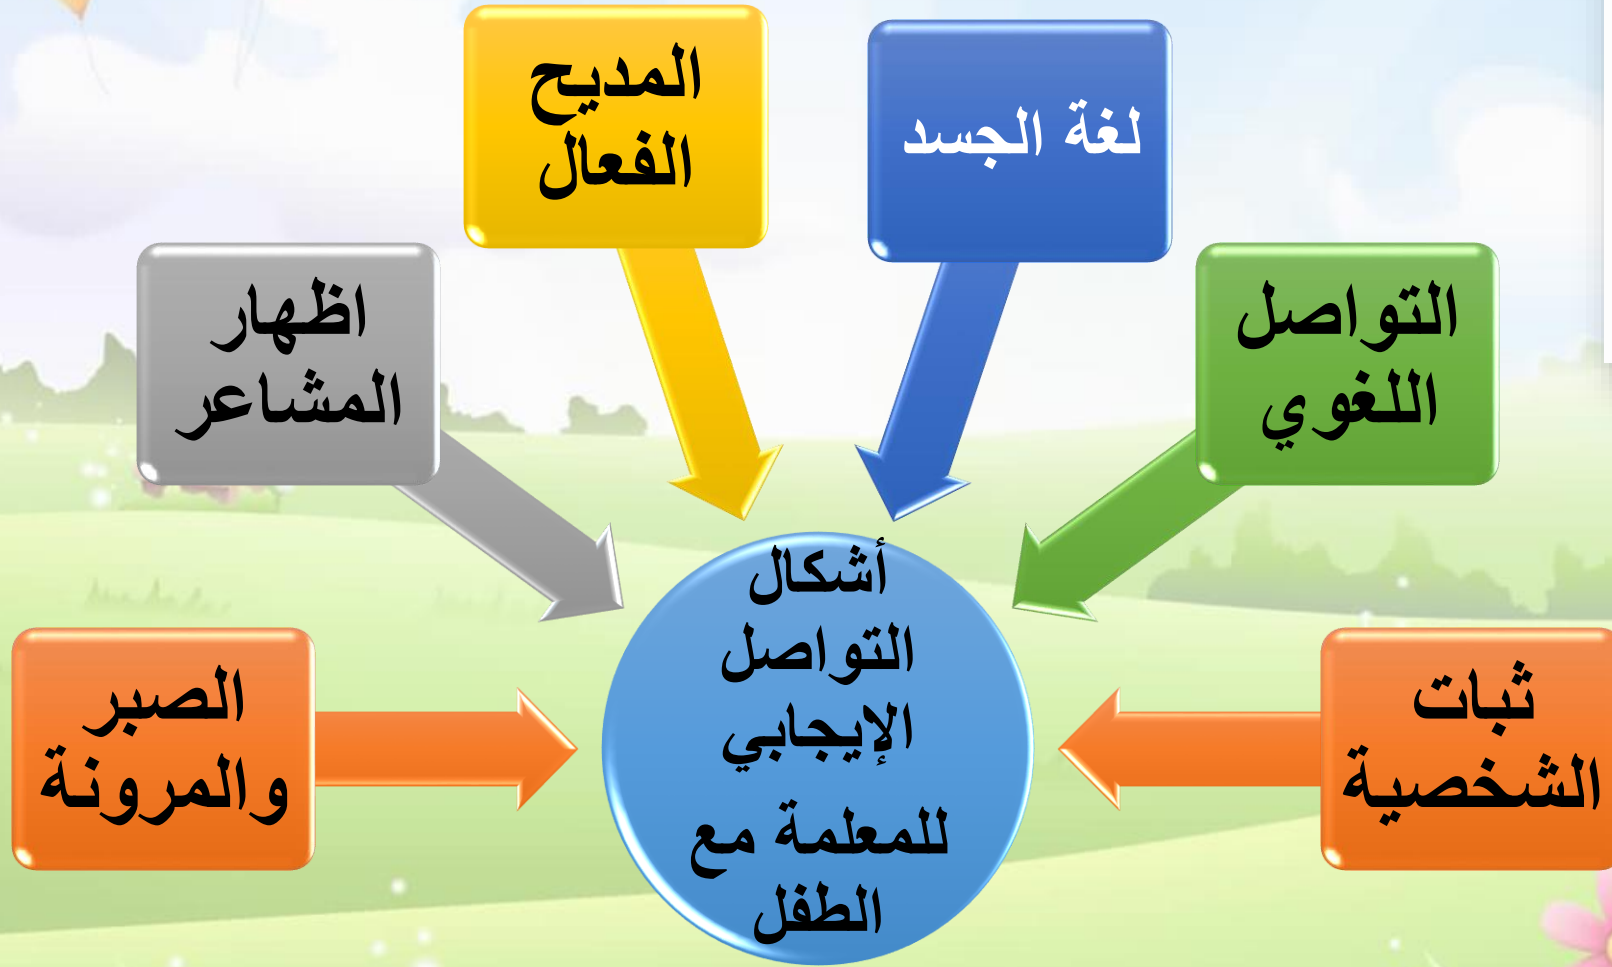 المديح
الفعال
لغة الجسد
اظهار
المشاعر
التواصل
اللغوي
الصبر
والمرونة
ثبات
الشخصية
أشكال
التواصل
الإيجابي
للمعلمة مع
الطفل